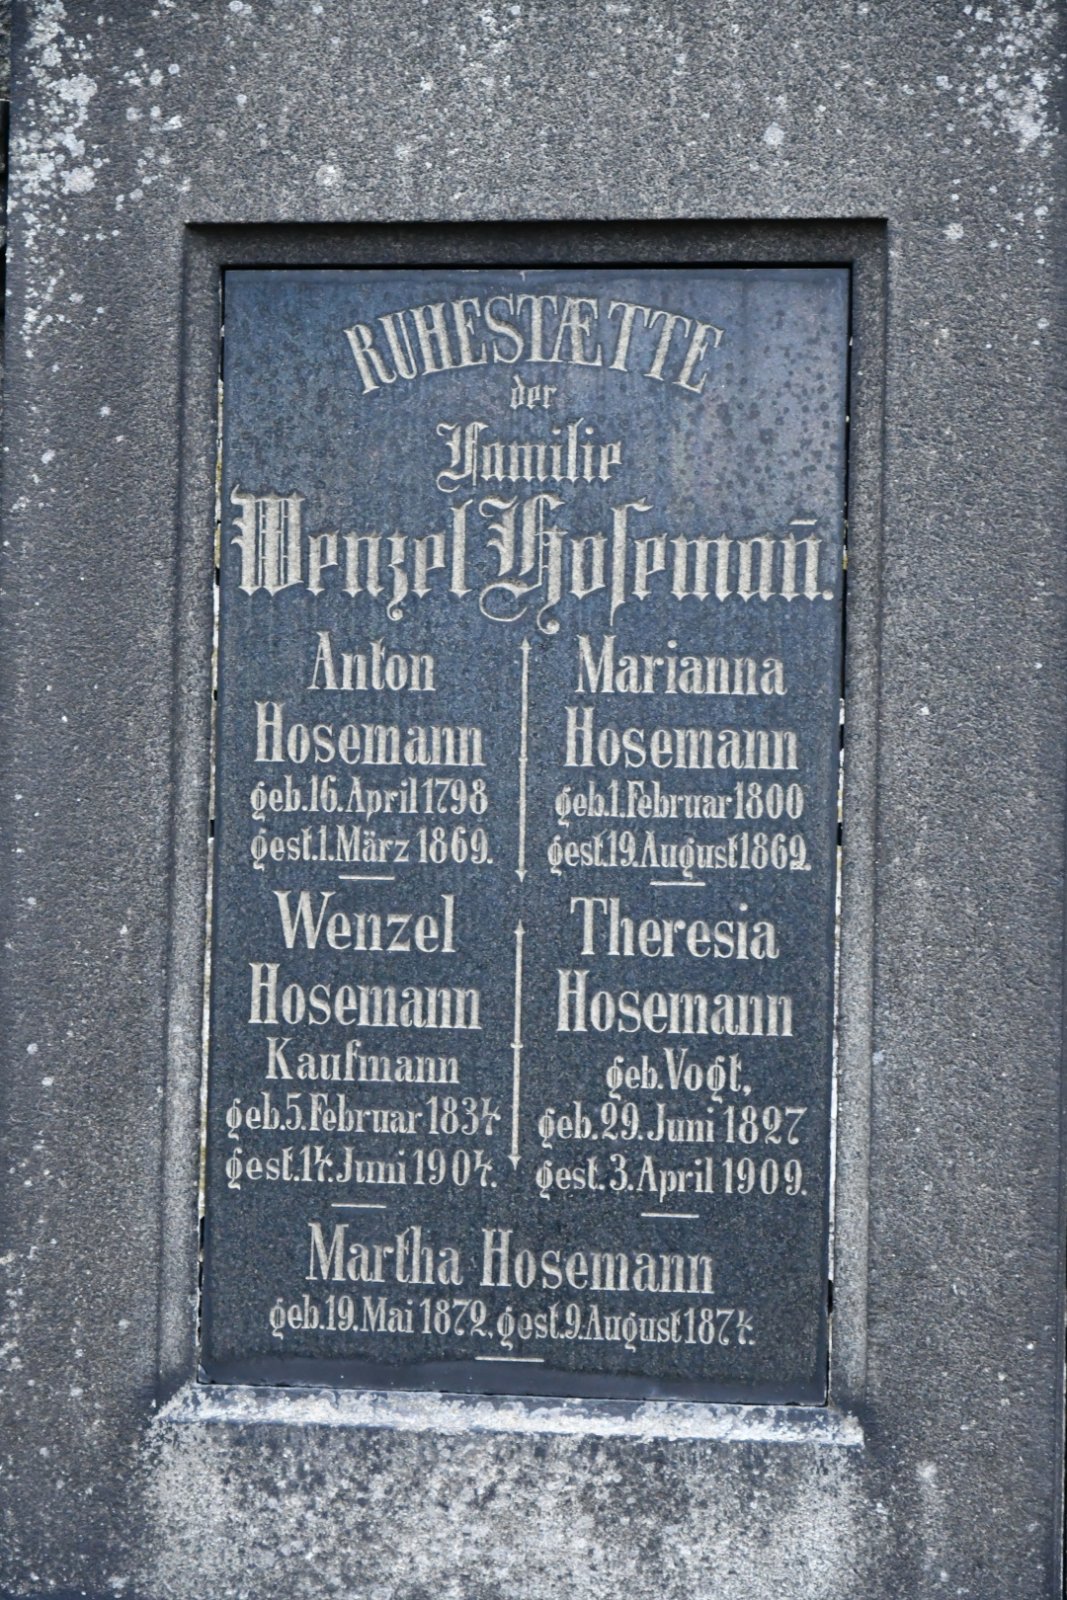 RUHESTÆTTE
der
Familie
Wenzel Hosemañ.
Anton
Hosemann
geb. 16. April 1798
gest. 1. März 1869.
Marianna
Hosemann
geb. 1. Februar 1800
gest. 19. August 1869.
Wenzel
Hosemann
Kaufmann
geb. 5. Februar 1834
gest. 14. Juni 1904.
Theresia
Hosemann
geb. Vogt,
geb. 29. Juni 1827
gest. 3. April 1909.
Martha Hosemann
geb. 19. Mai 1872, gest. 9. August 1874.